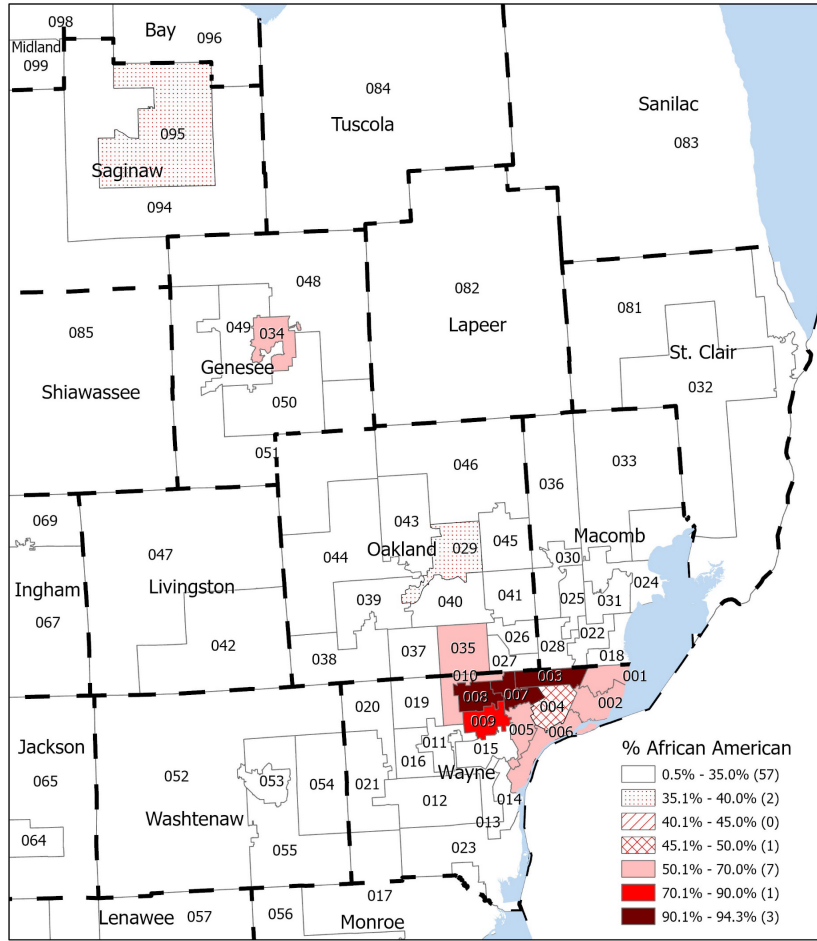 098
Bay
096
Midland
099
084
Tuscola
Sanilac
083
095
Saginaw
094
048
082
Lapeer
081
085
049
034
St. Clair
Genesee
032
Shiawassee
050
051
046
033
036
069
043
Macomb
047
044
Oakland
029
045
030
Livingston
Ingham
024
039
040
041
025
031
067
042
026
022
038
037
035
028
027
018
010
003
001
008
007
020
019
004
002
009
Jackson
011
005
006
% African American
052
053
054
016
015
0.5% - 35.0% (57)
065
021
Wayne
35.1% - 40.0% (2)
012
014
40.1% - 45.0% (0)
Washtenaw
013
45.1% - 50.0% (1)
064
055
023
50.1% - 70.0% (7)
70.1% - 90.0% (1)
017
Lenawee
057
056
Monroe
90.1% - 94.3% (3)